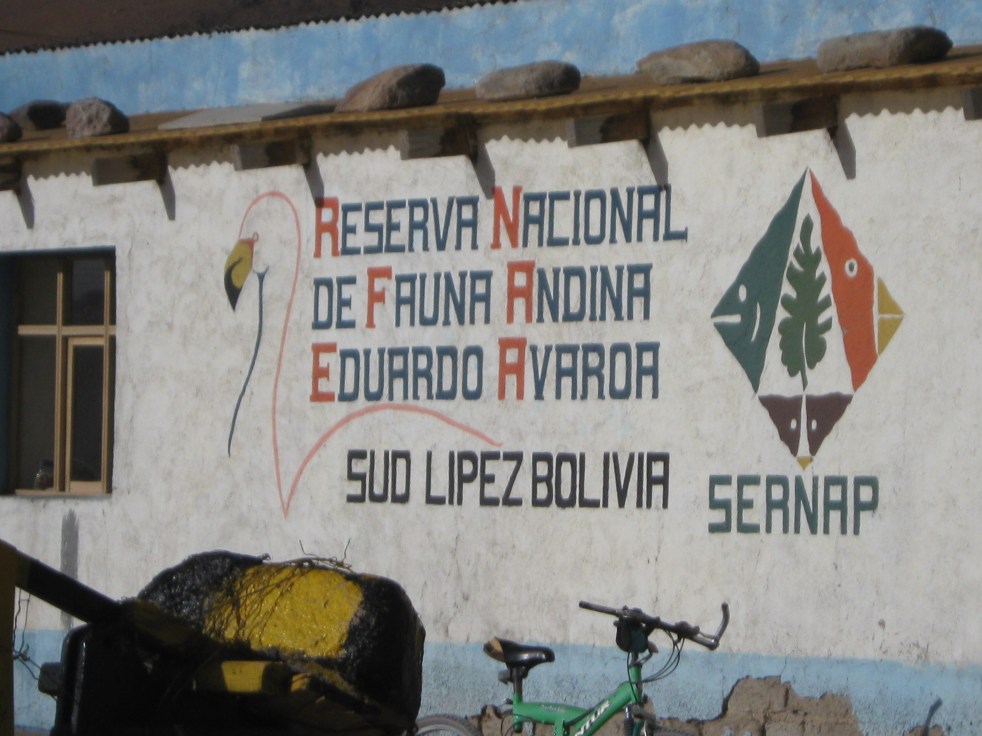 RESERVA NACIONAL
DE FAUNA ANDINA
EDUARDO AVAROA
SUD LIPEZ BOLIVIA
SERNAP